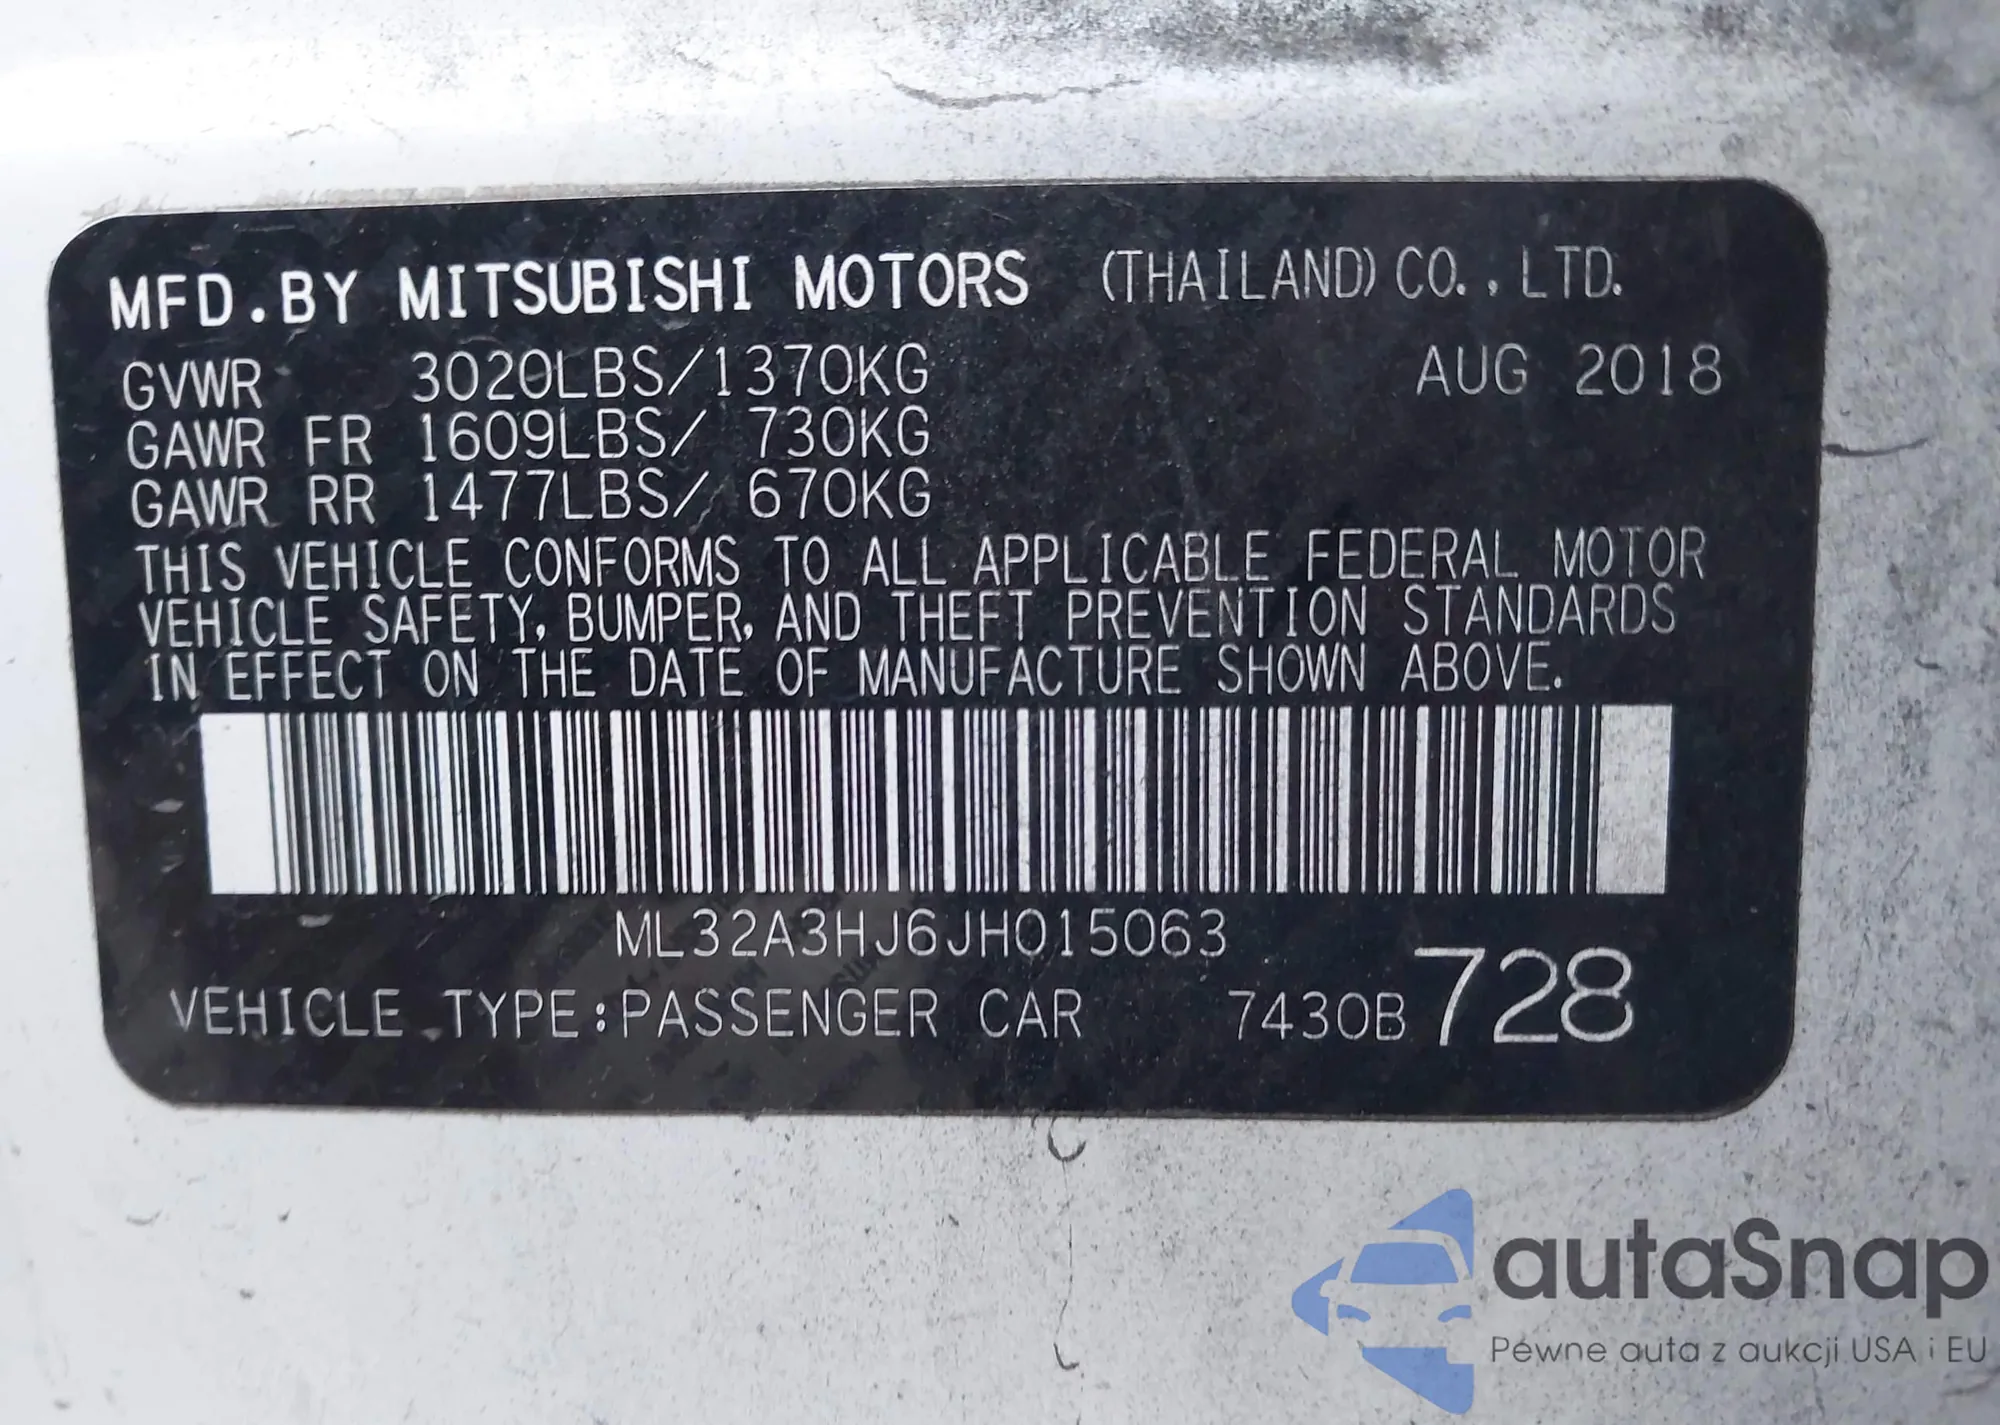 MFD.BY MITSUBISHI MOTORS (THAILAND)CO.,LTD.
GVWR 3020LBS/1370KG AUG 2018
GAWR FR 1609LBS/ 730KG
GAWR RR 1477LBS/ 670KG
THIS VEHICLE CONFORMS TO ALL APPLICABLE FEDERAL MOTOR
VEHICLE SAFETY, BUMPER, AND THEFT PREVENTION STANDARDS
IN EFFECT ON THE DATE OF MANUFACTURE SHOWN ABOVE.
ML32A3HJ6JH015063
VEHICLE TYPE:PASSENGER CAR 7430B 728
autaSnap
Pewne auta z aukcji USA i EU